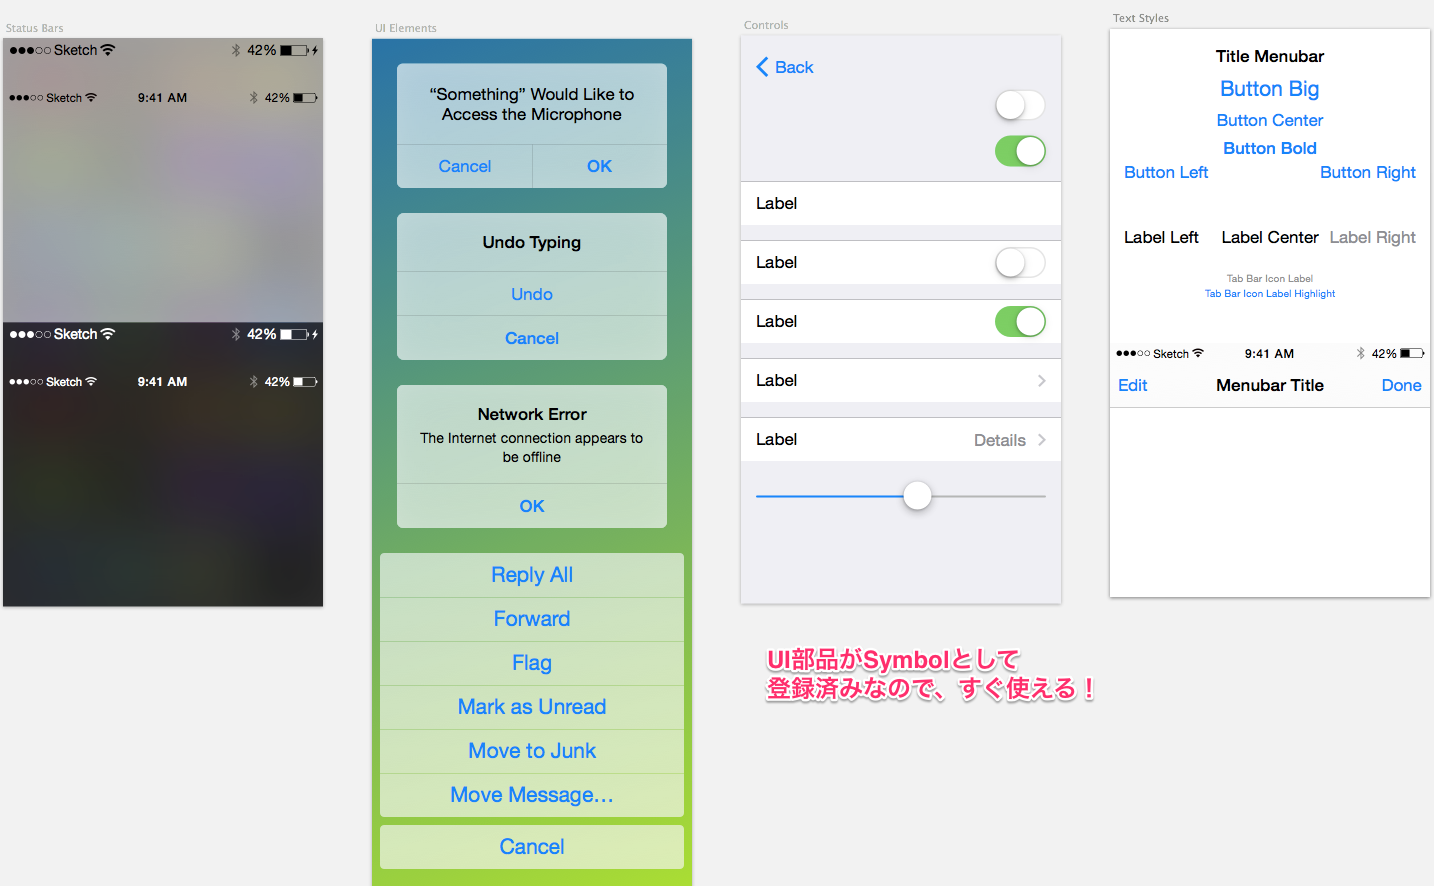 Status Bars
Sketch 42%
Sketch 9:41 AM 42%
Sketch 42%
Sketch 9:41 AM 42%
UI Elements
“Something” Would Like to
Access the Microphone
Cancel OK
Undo Typing
Undo
Cancel
Network Error
The Internet connection appears to
be offline
OK
Reply All
Forward
Flag
Mark as Unread
Move to Junk
Move Message...
Cancel
Controls
Back
Label
Label
Label
Label
Label Details
UI部品がSymbolとして
登録済みなので、すぐ使える！
Text Styles
Title Menubar
Button Big
Button Center
Button Bold
Button Left Button Right
Label Left Label Center Label Right
Tab Bar Icon Label
Tab Bar Icon Label Highlight
Sketch 9:41 AM 42%
Edit Menubar Title Done